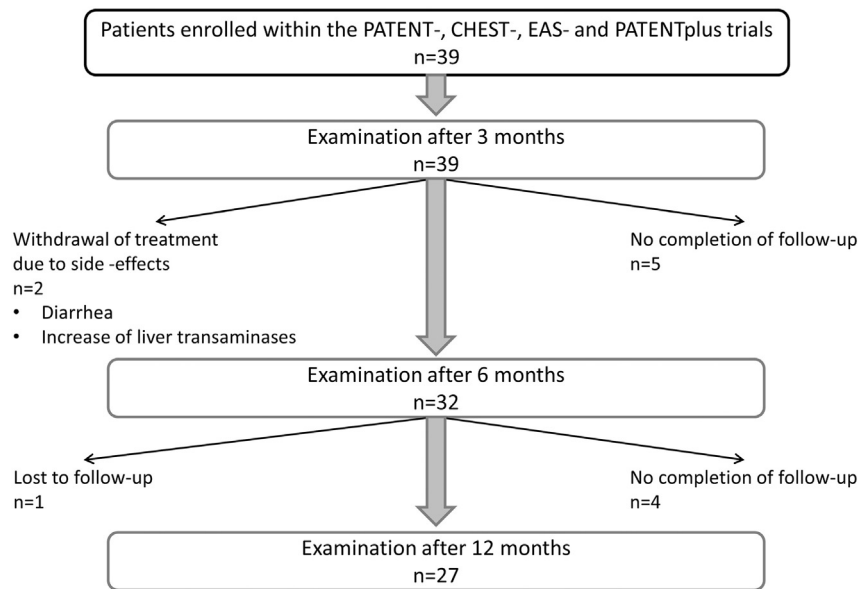 Patients enrolled within the PATENT-, CHEST-, EAS- and PATENTplus trials
n=39
Examination after 3 months
n=39
Withdrawal of treatment
due to side -effects
n=2
• Diarrhea
• Increase of liver transaminases
No completion of follow-up
n=5
Examination after 6 months
n=32
Lost to follow-up
n=1
No completion of follow-up
n=4
Examination after 12 months
n=27